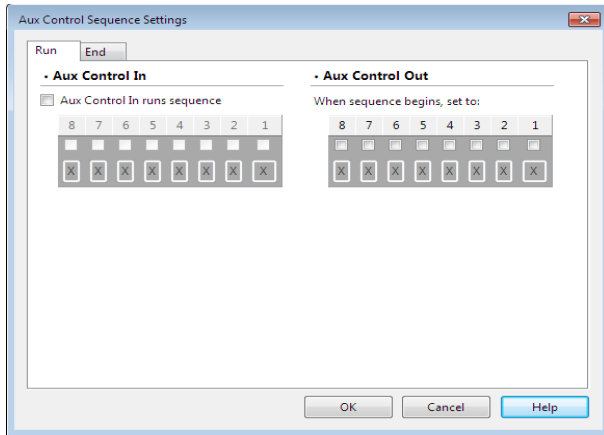 Aux Control Sequence Settings
Run End
• Aux Control In
Aux Control In runs sequence
8 7 6 5 4 3 2 1
X X X X X X X X
• Aux Control Out
When sequence begins, set to:
8 7 6 5 4 3 2 1
X X X X X X X X
OK Cancel Help